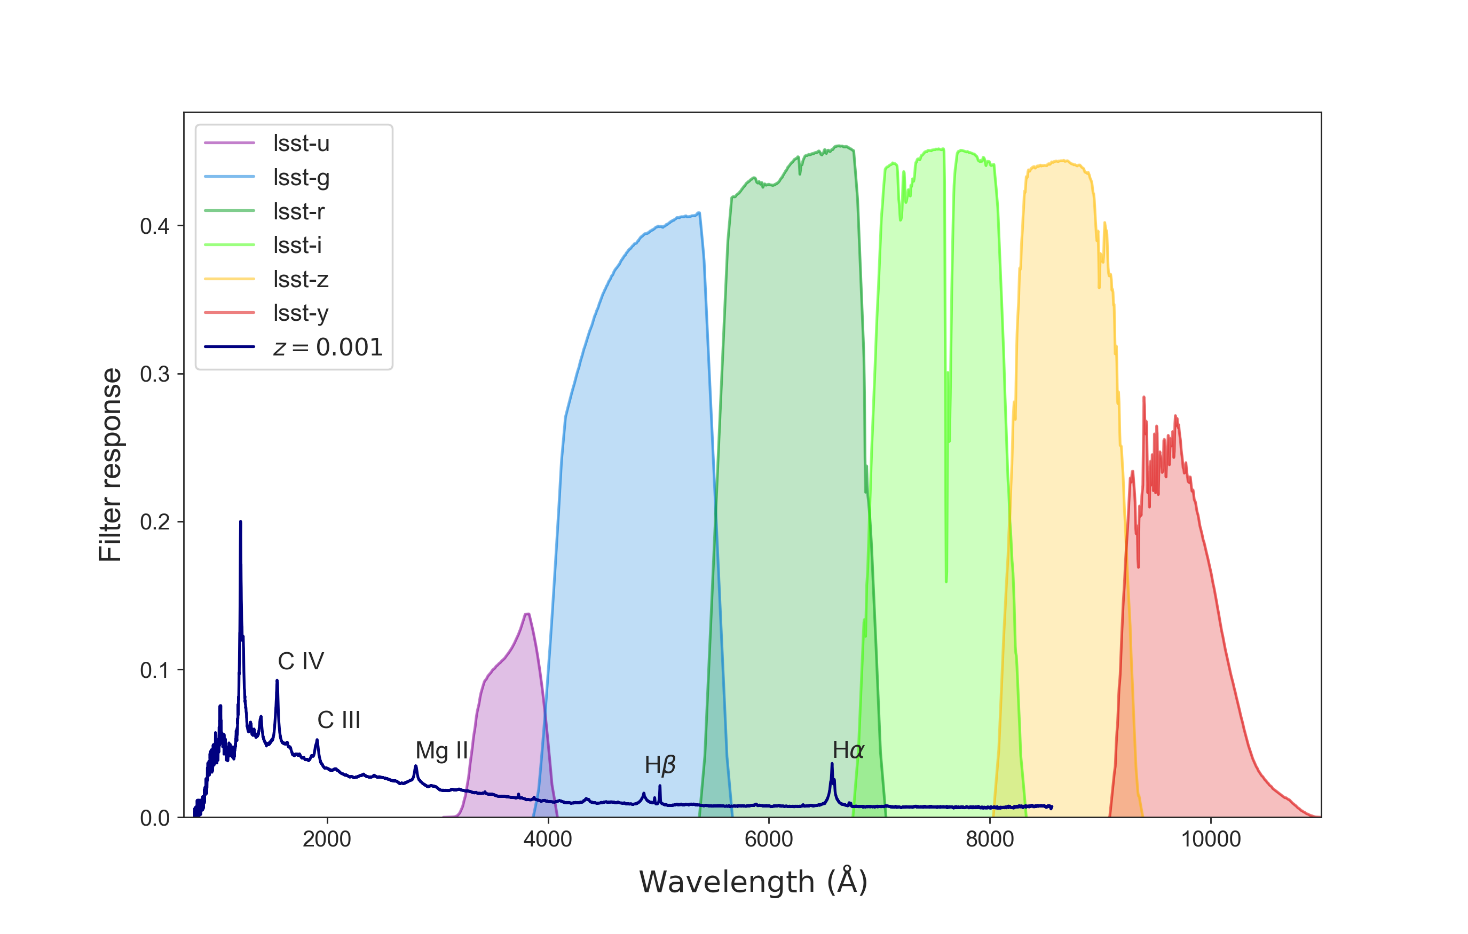 lsst-u
lsst-g
lsst-r
lsst-i
lsst-z
lsst-y
z = 0.001
Filter response
0.4
0.3
0.2
0.1
0.0
C IV
C III
Mg II
Hβ
Hα
2000 4000 6000 8000 10000
Wavelength (Å)